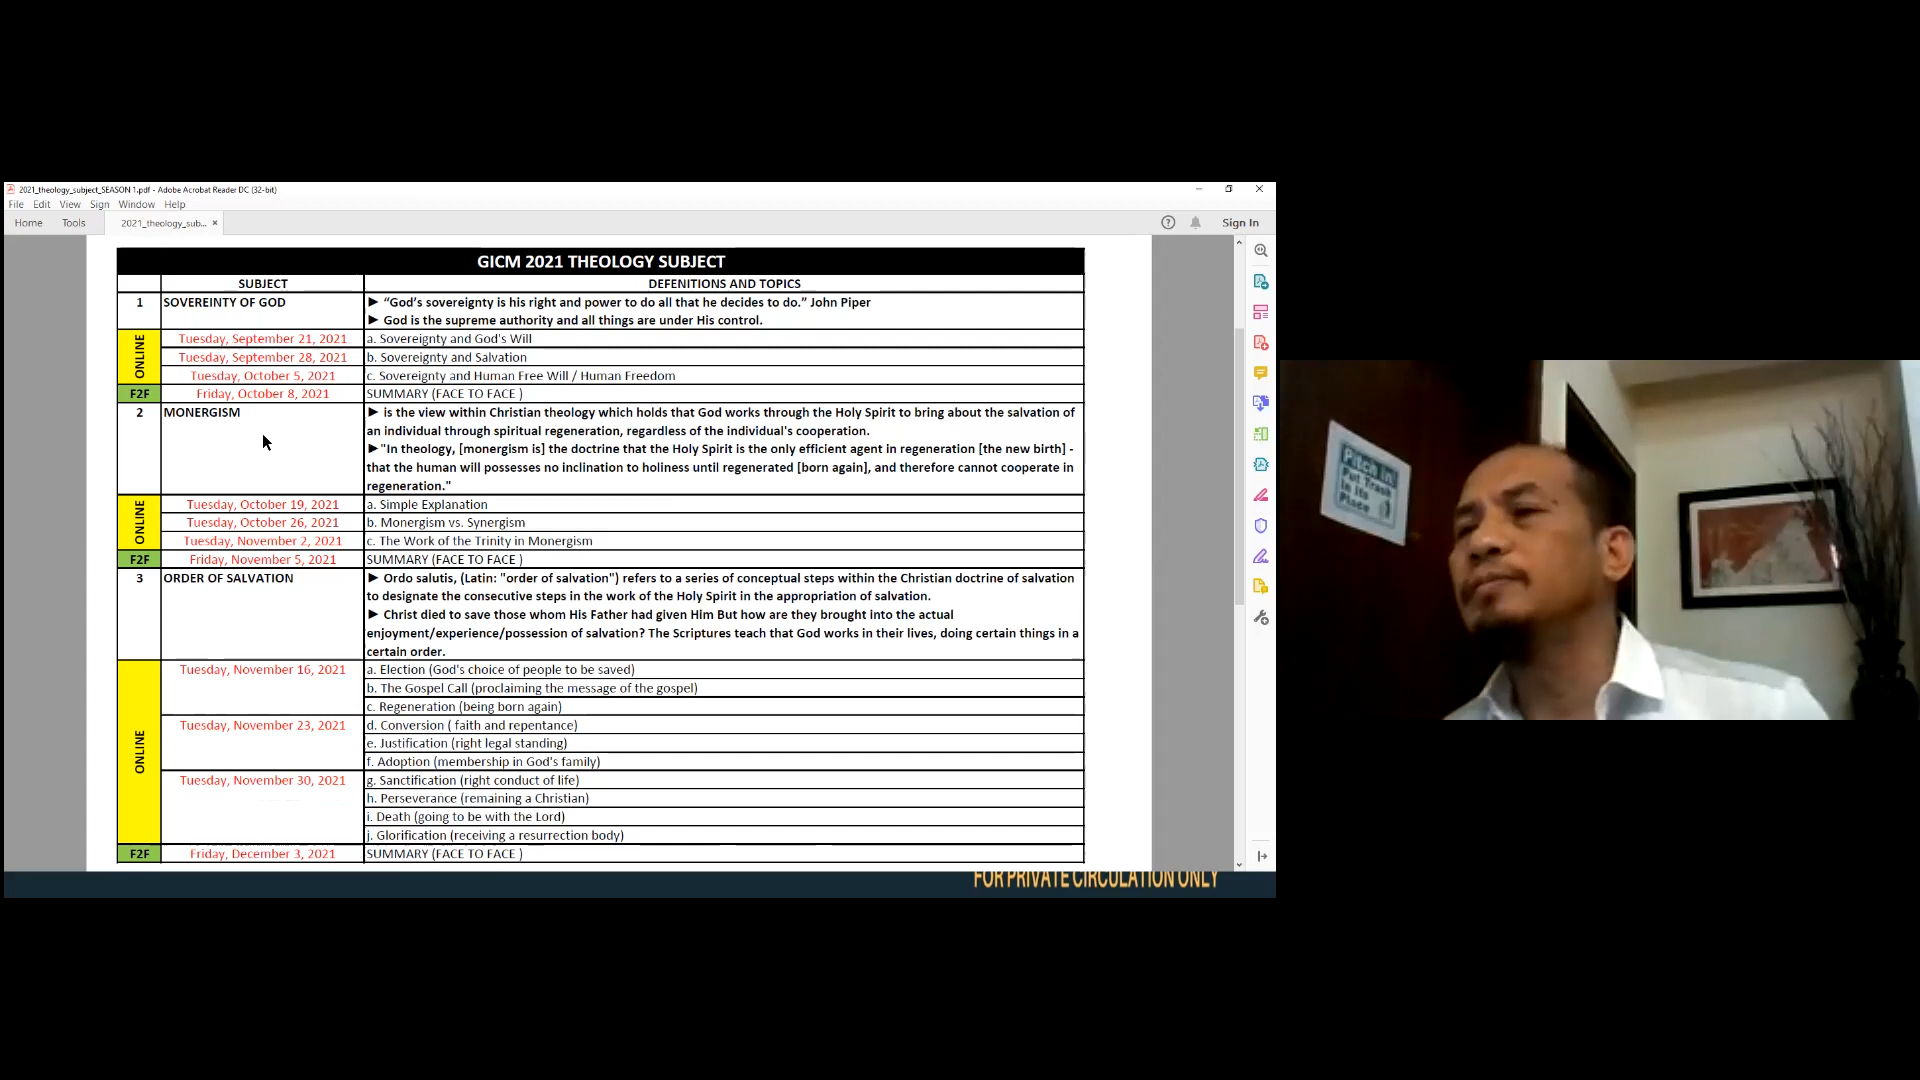 2021_theology_subject_SEASON 1.pdf - Adobe Acrobat Reader DC (32-bit)
File Edit View Sign Window Help
Home Tools 2021_theology_sub... × Sign In
GICM 2021 THEOLOGY SUBJECT
SUBJECT DEFENITIONS AND TOPICS
1 SOVEREINTY OF GOD ► “God’s sovereignty is his right and power to do all that he decides to do.” John Piper
► God is the supreme authority and all things are under His control.
ONLINE
Tuesday, September 21, 2021 a. Sovereignty and God's Will
Tuesday, September 28, 2021 b. Sovereignty and Salvation
Tuesday, October 5, 2021 c. Sovereignty and Human Free Will / Human Freedom
F2F Friday, October 8, 2021 SUMMARY (FACE TO FACE )
2 MONERGISM ► is the view within Christian theology which holds that God works through the Holy Spirit to bring about the salvation of
an individual through spiritual regeneration, regardless of the individual's cooperation.
►"In theology, [monergism is] the doctrine that the Holy Spirit is the only efficient agent in regeneration [the new birth] -
that the human will possesses no inclination to holiness until regenerated [born again], and therefore cannot cooperate in
regeneration."
ONLINE
Tuesday, October 19, 2021 a. Simple Explanation
Tuesday, October 26, 2021 b. Monergism vs. Synergism
Tuesday, November 2, 2021 c. The Work of the Trinity in Monergism
F2F Friday, November 5, 2021 SUMMARY (FACE TO FACE )
3 ORDER OF SALVATION ► Ordo salutis, (Latin: "order of salvation") refers to a series of conceptual steps within the Christian doctrine of salvation
to designate the consecutive steps in the work of the Holy Spirit in the appropriation of salvation.
► Christ died to save those whom His Father had given Him But how are they brought into the actual
enjoyment/experience/possession of salvation? The Scriptures teach that God works in their lives, doing certain things in a
certain order.
ONLINE
Tuesday, November 16, 2021 a. Election (God's choice of people to be saved)
b. The Gospel Call (proclaiming the message of the gospel)
c. Regeneration (being born again)
Tuesday, November 23, 2021 d. Conversion ( faith and repentance)
e. Justification (right legal standing)
f. Adoption (membership in God's family)
Tuesday, November 30, 2021 g. Sanctification (right conduct of life)
h. Perseverance (remaining a Christian)
i. Death (going to be with the Lord)
j. Glorification (receiving a resurrection body)
F2F Friday, December 3, 2021 SUMMARY (FACE TO FACE )
FOR PRIVATE CIRCULATION ONLY
Pitch In
Put Trash
In its
Place